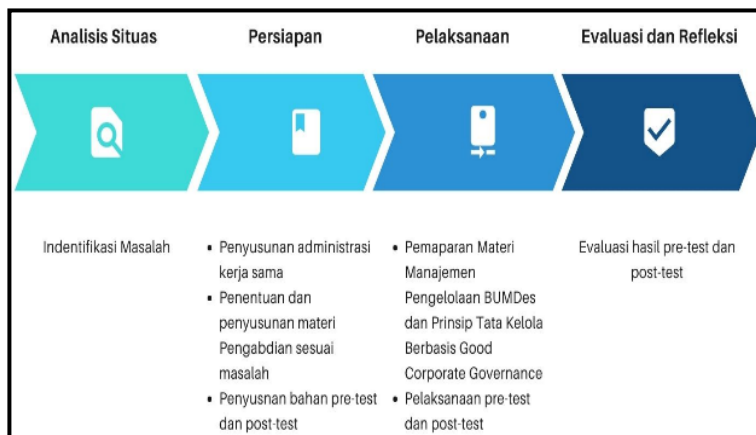 Analisis Situas
Persiapan
Pelaksanaan
Evaluasi dan Refleksi
Indentifikasi Masalah
• Penyusunan administrasi
kerja sama
• Penentuan dan
penyusunan materi
Pengabdian sesuai
masalah
• Penyusnan bahan pre-test
dan post-test
• Pemaparan Materi
Manajemen
Pengelolaan BUMDes
dan Prinsip Tata Kelola
Berbasis Good
Corporate Governance
• Pelaksanaan pre-test
dan post-test
Evaluasi hasil pre-test dan
post-test